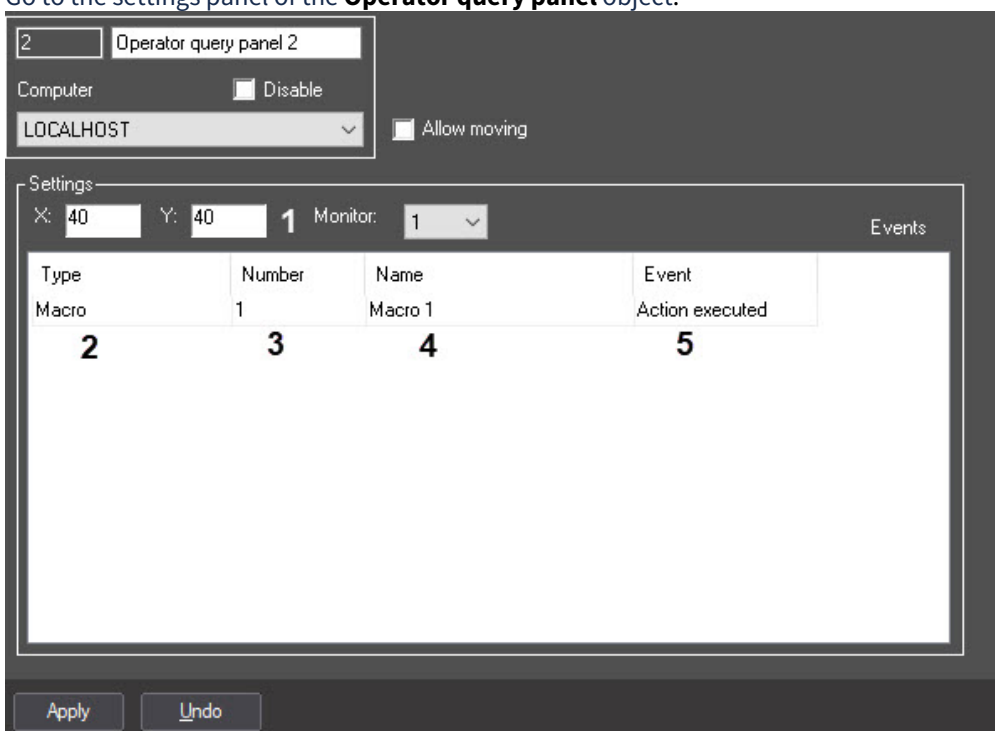 Go to the settings panel of the Operator query panel object.
2 Operator query panel 2
Computer Disable
LOCALHOST Allow moving
Settings
X: 40 Y: 40 1 Monitor: 1 Events
Type Number Name Event
Macro 1 Macro 1 Action executed
2 3 4 5
Apply Undo